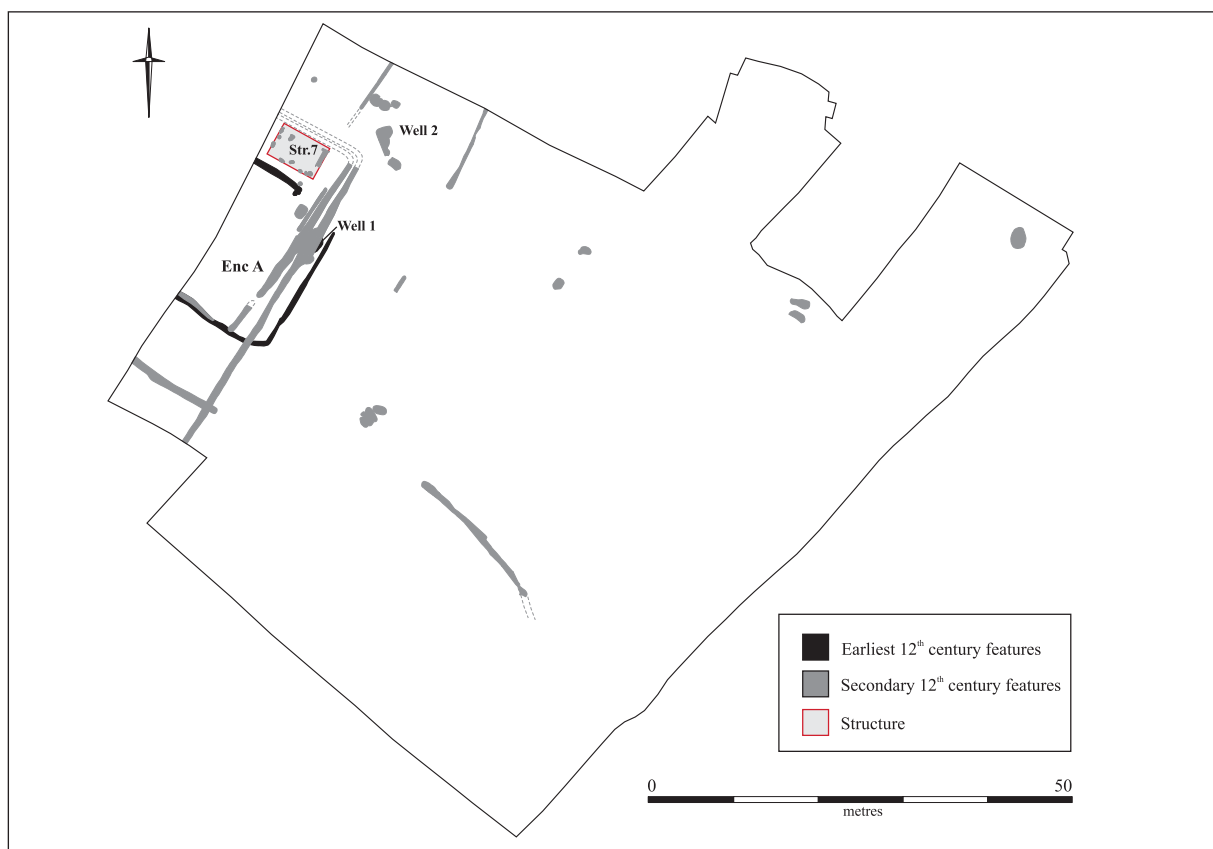 Well 2
Str.7
Well 1
Enc A
Earliest 12th century features
Secondary 12th century features
Structure
0 50
metres